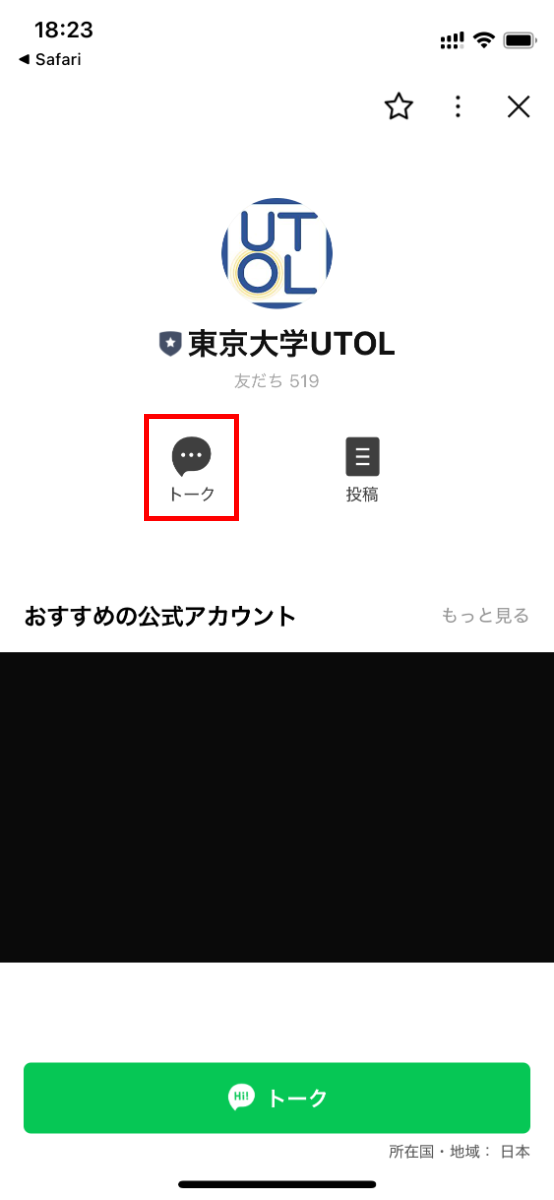 18:23
◀ Safari
UT
OL
東京大学UTOL
友だち 519
トーク
投稿
おすすめの公式アカウント
もっと見る
Hi! トーク
所在国・地域： 日本